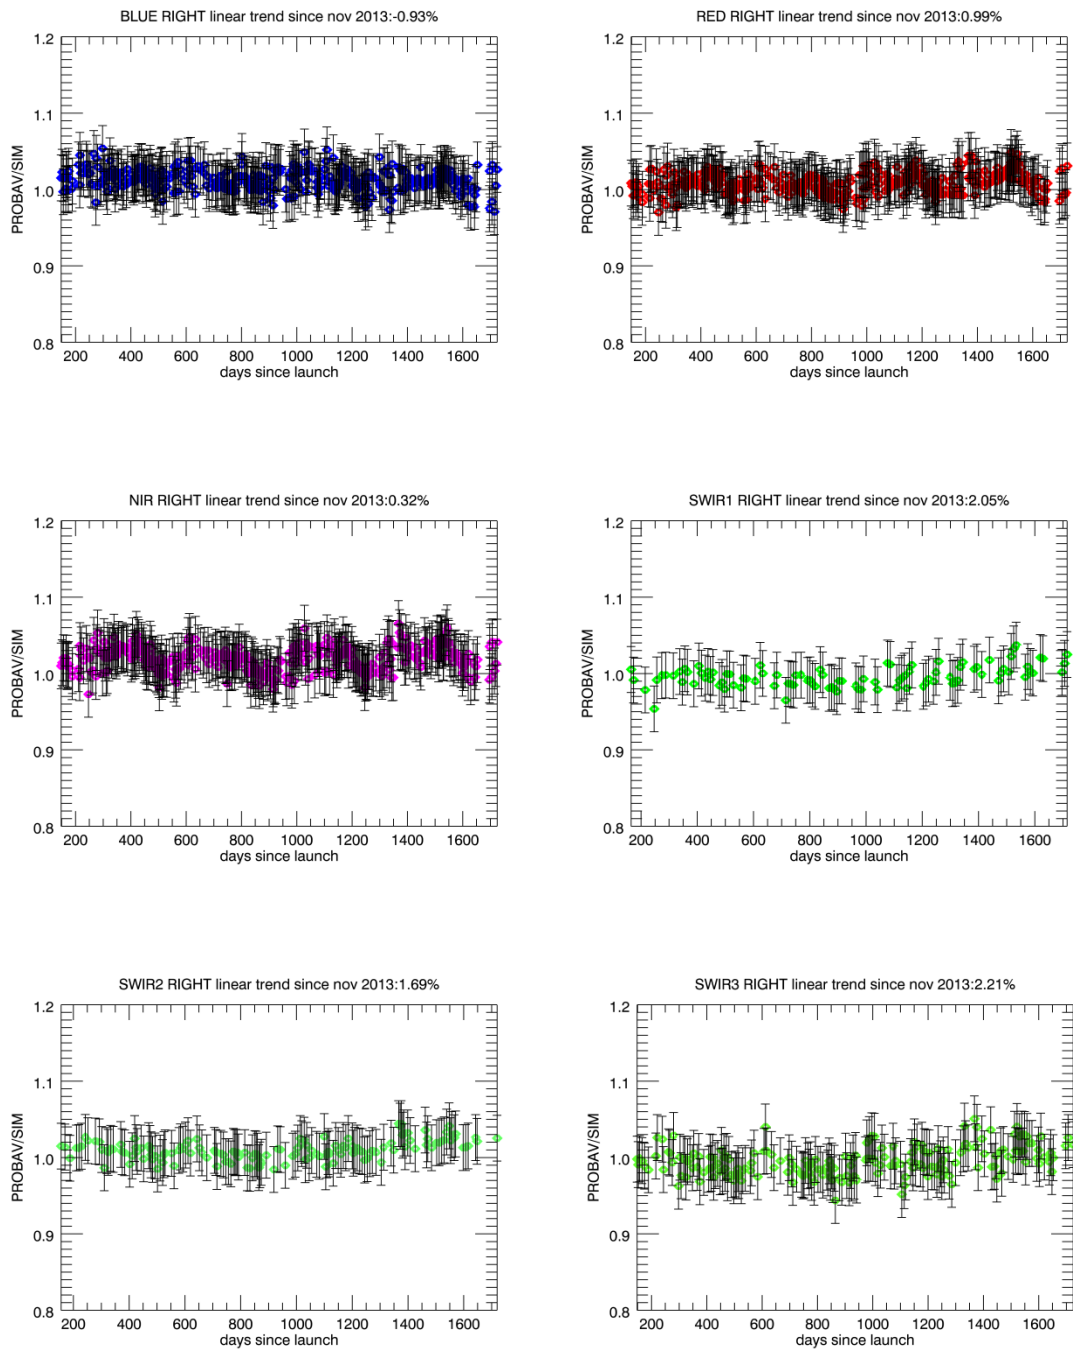 BLUE RIGHT linear trend since nov 2013:-0.93%
1.2
1.1
1.0
0.9
0.8
PROBAV/SIM
200 400 600 800 1000 1200 1400 1600
days since launch
RED RIGHT linear trend since nov 2013:0.99%
1.2
1.1
1.0
0.9
0.8
PROBAV/SIM
200 400 600 800 1000 1200 1400 1600
days since launch
NIR RIGHT linear trend since nov 2013:0.32%
1.2
1.1
1.0
0.9
0.8
PROBAV/SIM
200 400 600 800 1000 1200 1400 1600
days since launch
SWIR1 RIGHT linear trend since nov 2013:2.05%
1.2
1.1
1.0
0.9
0.8
PROBAV/SIM
200 400 600 800 1000 1200 1400 1600
days since launch
SWIR2 RIGHT linear trend since nov 2013:1.69%
1.2
1.1
1.0
0.9
0.8
PROBAV/SIM
200 400 600 800 1000 1200 1400 1600
days since launch
SWIR3 RIGHT linear trend since nov 2013:2.21%
1.2
1.1
1.0
0.9
0.8
PROBAV/SIM
200 400 600 800 1000 1200 1400 1600
days since launch